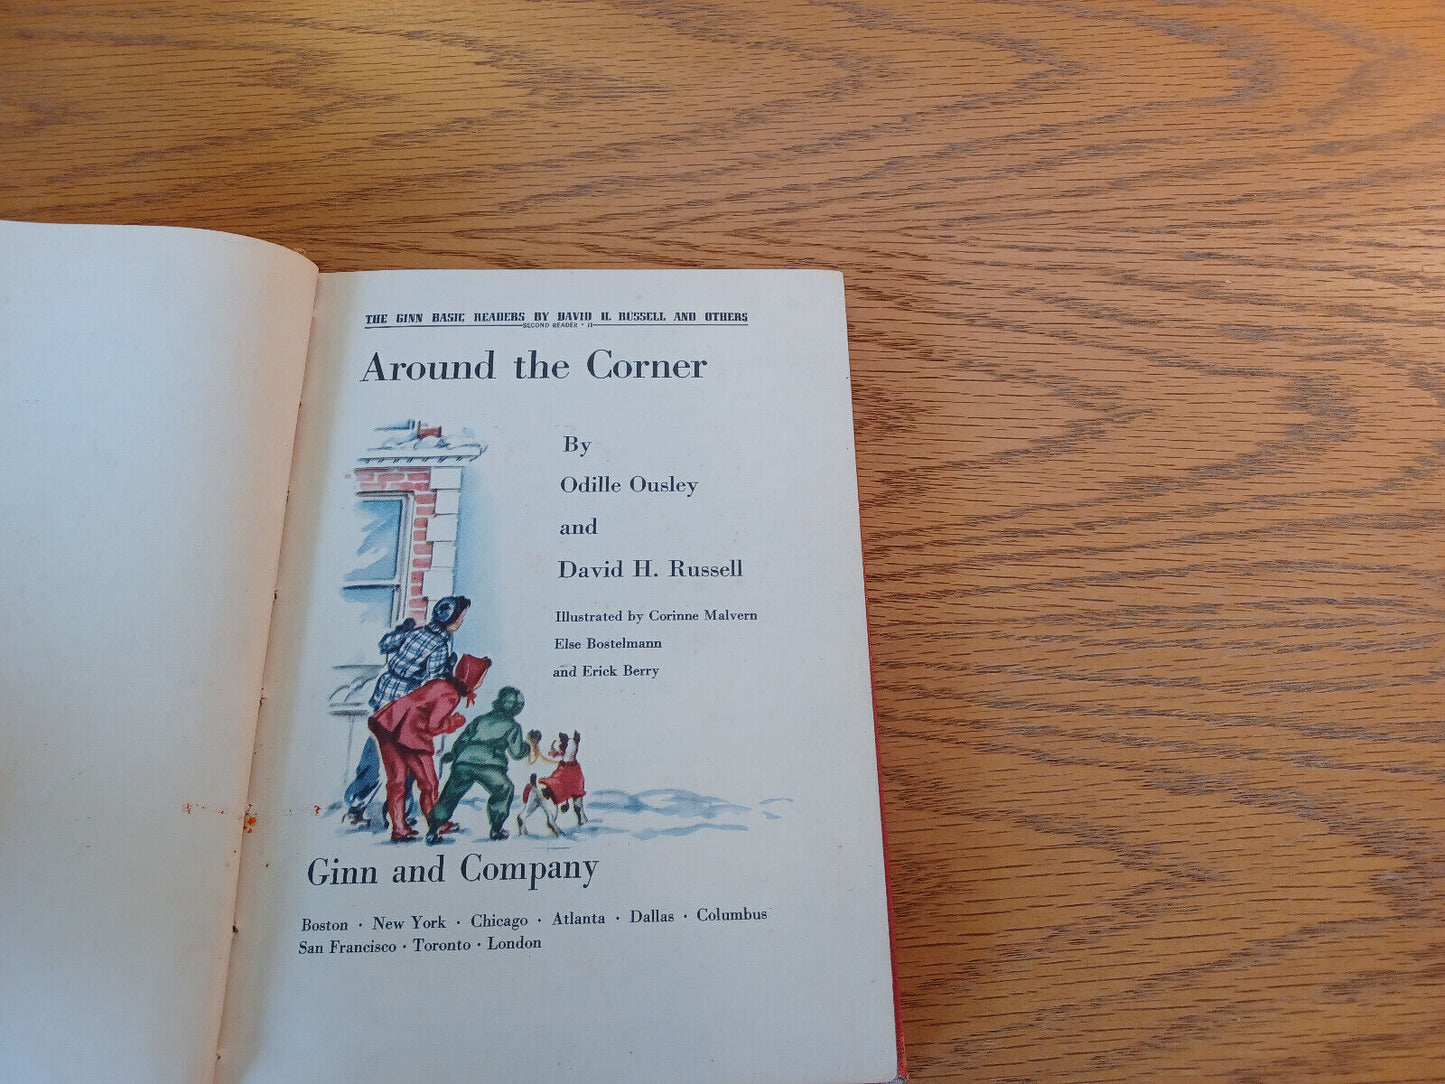 THE GINN BASIC READERS BY DAVID H. RUSSELL AND OTHERS
SECOND READER · II
Around the Corner
By
Odille Ousley
and
David H. Russell
Illustrated by Corinne Malvern
Else Bostelmann
and Erick Berry
Ginn and Company
Boston · New York · Chicago · Atlanta · Dallas · Columbus
San Francisco · Toronto · London